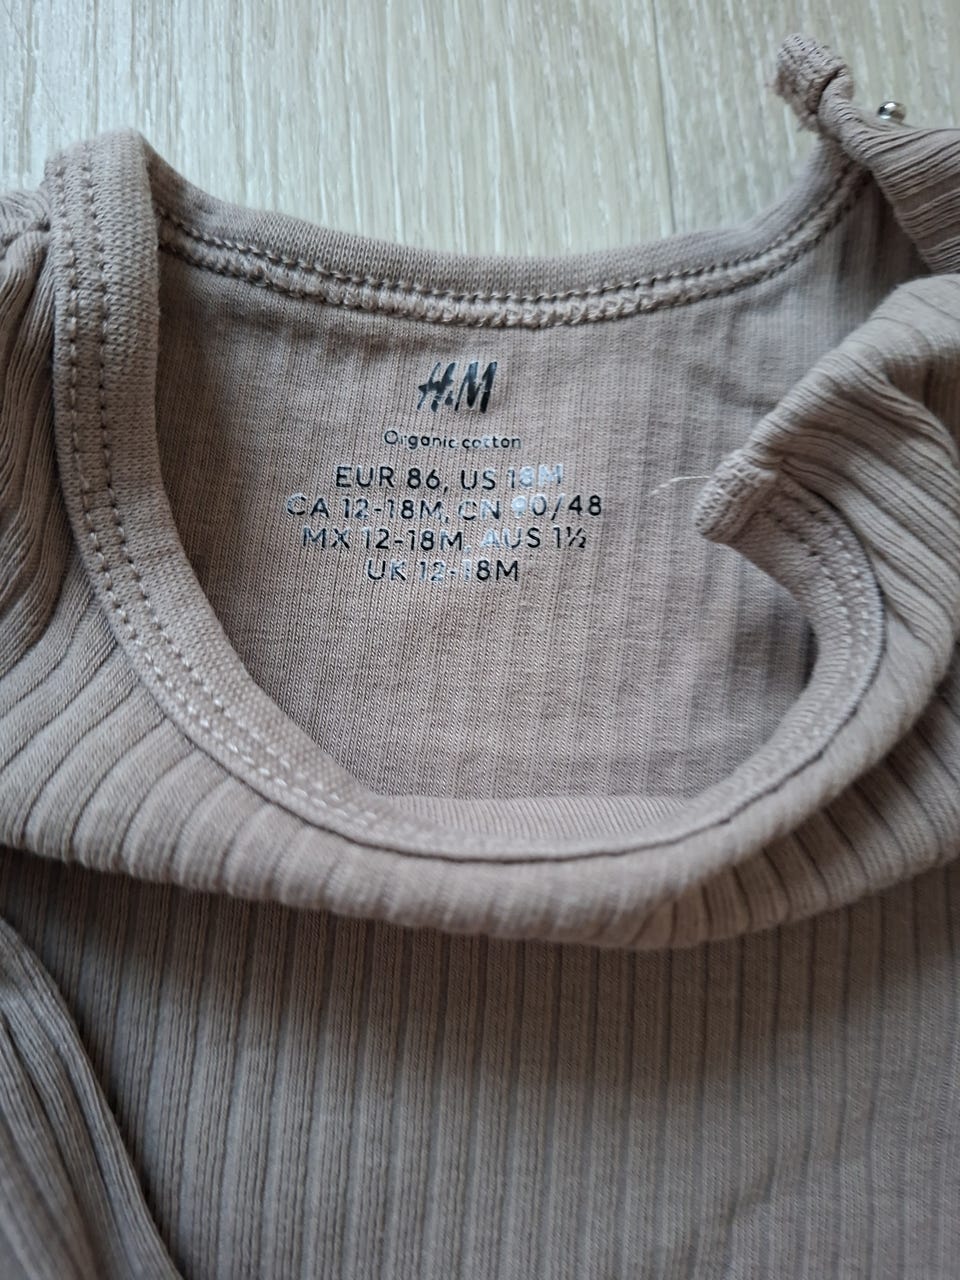 H&M
Organic cotton
EUR 86, US 18M
CA 12-18M, CN 90/48
MX 12-18M, AUS 1½
UK 12-18M